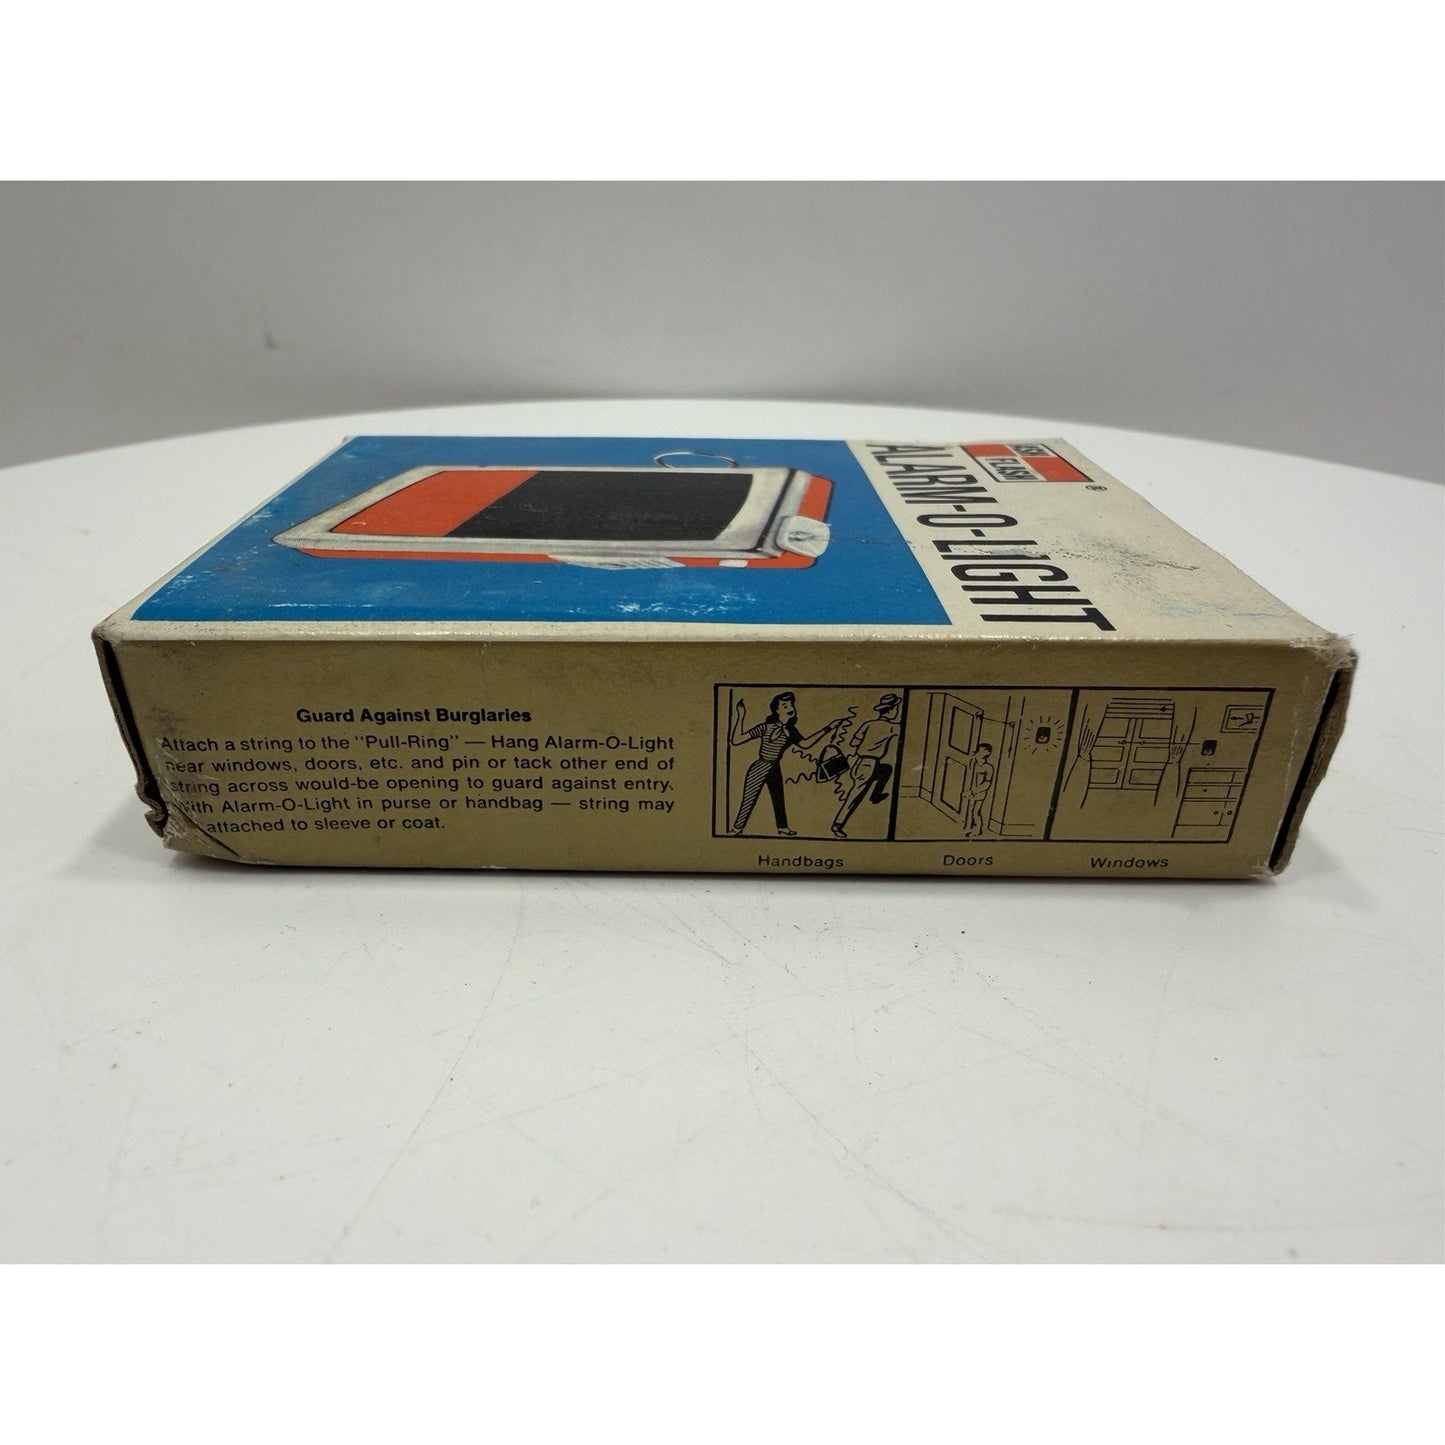 FLASH
®
ALARM-O-LIGHT
Guard Against Burglaries
Attach a string to the "Pull-Ring" — Hang Alarm-O-Light
near windows, doors, etc. and pin or tack other end of
string across would-be opening to guard against entry.
With Alarm-O-Light in purse or handbag — string may
attached to sleeve or coat.
Handbags
Doors
Windows